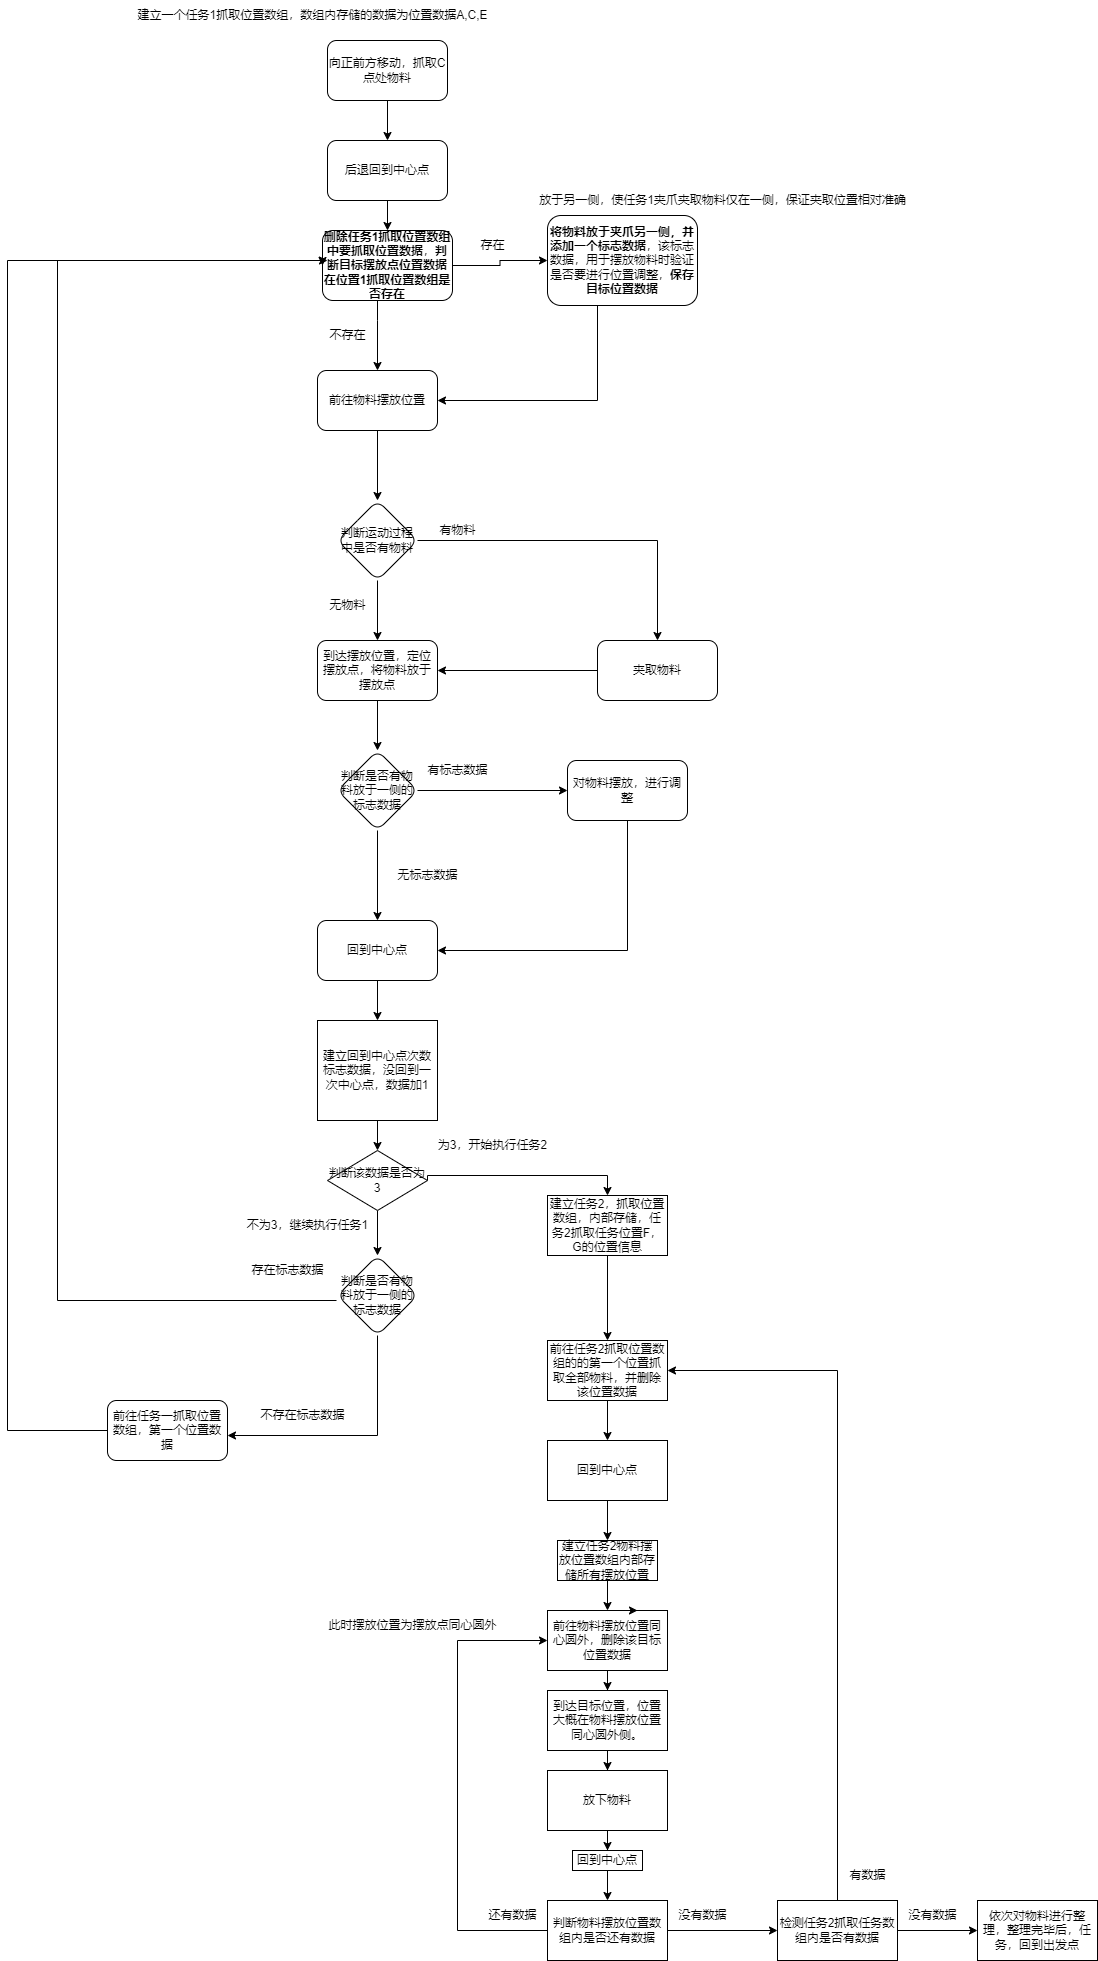 建立一个任务1抓取位置数组，数组内存储的数据为位置数据A,C,E
向正前方移动，抓取C
点处物料
后退回到中心点
放于另一侧，使任务1夹爪夹取物料仅在一侧，保证夹取位置相对准确
删除任务1抓取位置数组
中要抓取位置数据，判
断目标摆放点位置数据
在位置1抓取位置数组是
否存在
存在
将物料放于夹爪另一侧，并
添加一个标志数据，该标志
数据，用于摆放物料时验证
是否要进行位置调整，保存
目标位置数据
不存在
前往物料摆放位置
判断运动过程
中是否有物料
有物料
无物料
到达摆放位置，定位
摆放点，将物料放于
摆放点
夹取物料
判断是否有物
料放于一侧的
标志数据
有标志数据
对物料摆放，进行调
整
无标志数据
回到中心点
建立回到中心点次数
标志数据，没回到一
次中心点，数据加1
为3，开始执行任务2
判断该数据是否为
3
不为3，继续执行任务1
建立任务2，抓取位置
数组，内部存储，任
务2抓取任务位置F，
G的位置信息
存在标志数据
判断是否有物
料放于一侧的
标志数据
前往任务2抓取位置数
组的的第一个位置抓
取全部物料，并删除
该位置数据
不存在标志数据
前往任务一抓取位置
数组，第一个位置数
据
回到中心点
建立任务2物料摆
放位置数组内部存
储所有摆放位置
此时摆放位置为摆放点同心圆外
前往物料摆放位置同
心圆外，删除该目标
位置数据
到达目标位置，位置
大概在物料摆放位置
同心圆外侧。
放下物料
回到中心点
有数据
还有数据
判断物料摆放位置数
组内是否还有数据
没有数据
检测任务2抓取任务数
组内是否有数据
没有数据
依次对物料进行整
理，整理完毕后，任
务，回到出发点